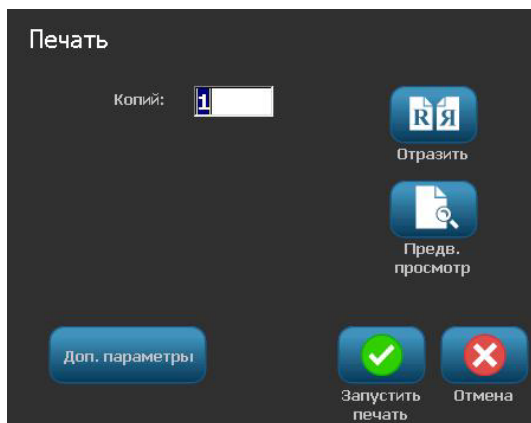 Печать
Копий: 1
R Я
Отразить
Предв.
просмотр
Доп. параметры
Запустить
печать
Отмена